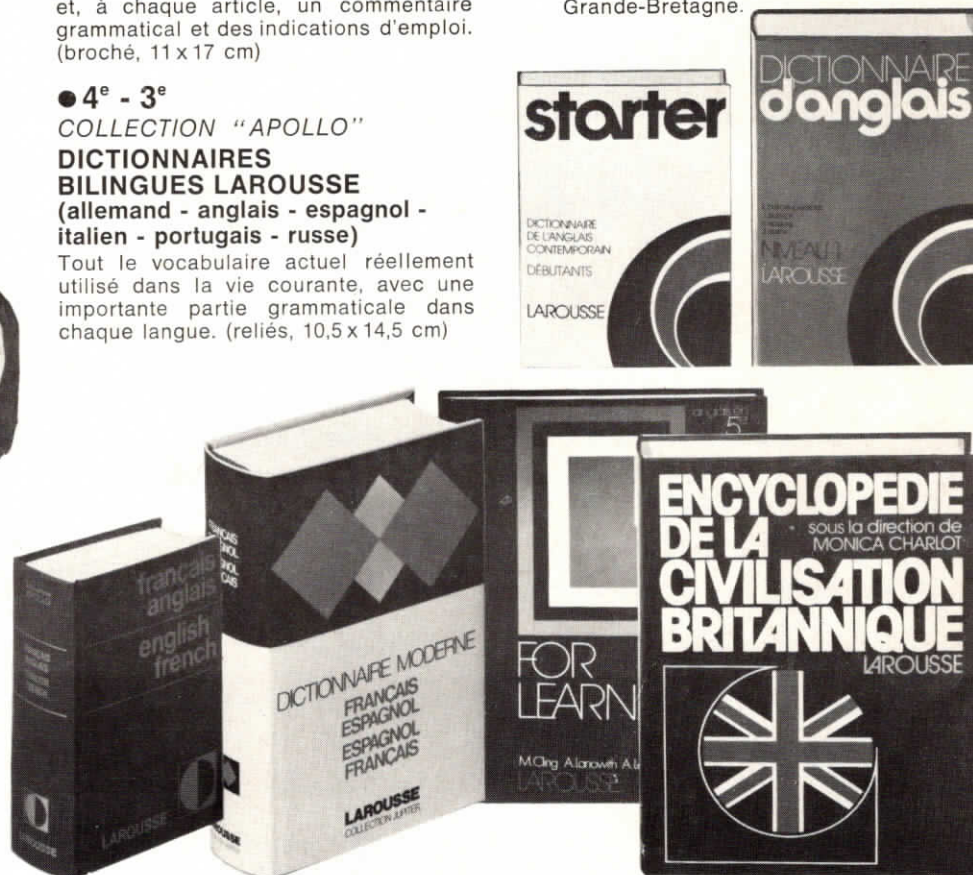 et, à chaque article, un commentaire
grammatical et des indications d'emploi.
(broché, 11 x 17 cm)
● 4e - 3e
COLLECTION "APOLLO"
DICTIONNAIRES
BILINGUES LAROUSSE
(allemand - anglais - espagnol -
italien - portugais - russe)
Tout le vocabulaire actuel réellement
utilisé dans la vie courante, avec une
importante partie grammaticale dans
chaque langue. (reliés, 10,5 x 14,5 cm)
Grande-Bretagne.
starter
DICTIONNAIRE
DE L'ANGLAIS
CONTEMPORAIN
DÉBUTANTS
LAROUSSE
DICTIONNAIRE
d'anglais
NIVEAU 1
LAROUSSE
français
anglais
english
french
LAROUSSE
LAROUSSE
DICTIONNAIRE MODERNE
FRANÇAIS
ESPAGNOL
ESPAGNOL
FRANÇAIS
LAROUSSE
COLLECTION JUPITER
anglais
5e
FOR
LEARN
M.Cling A.Lanowith
LAROUSSE
ENCYCLOPEDIE
DE LA
sous la direction de
MONICA CHARLOT
CIVILISATION
BRITANNIQUE
LAROUSSE